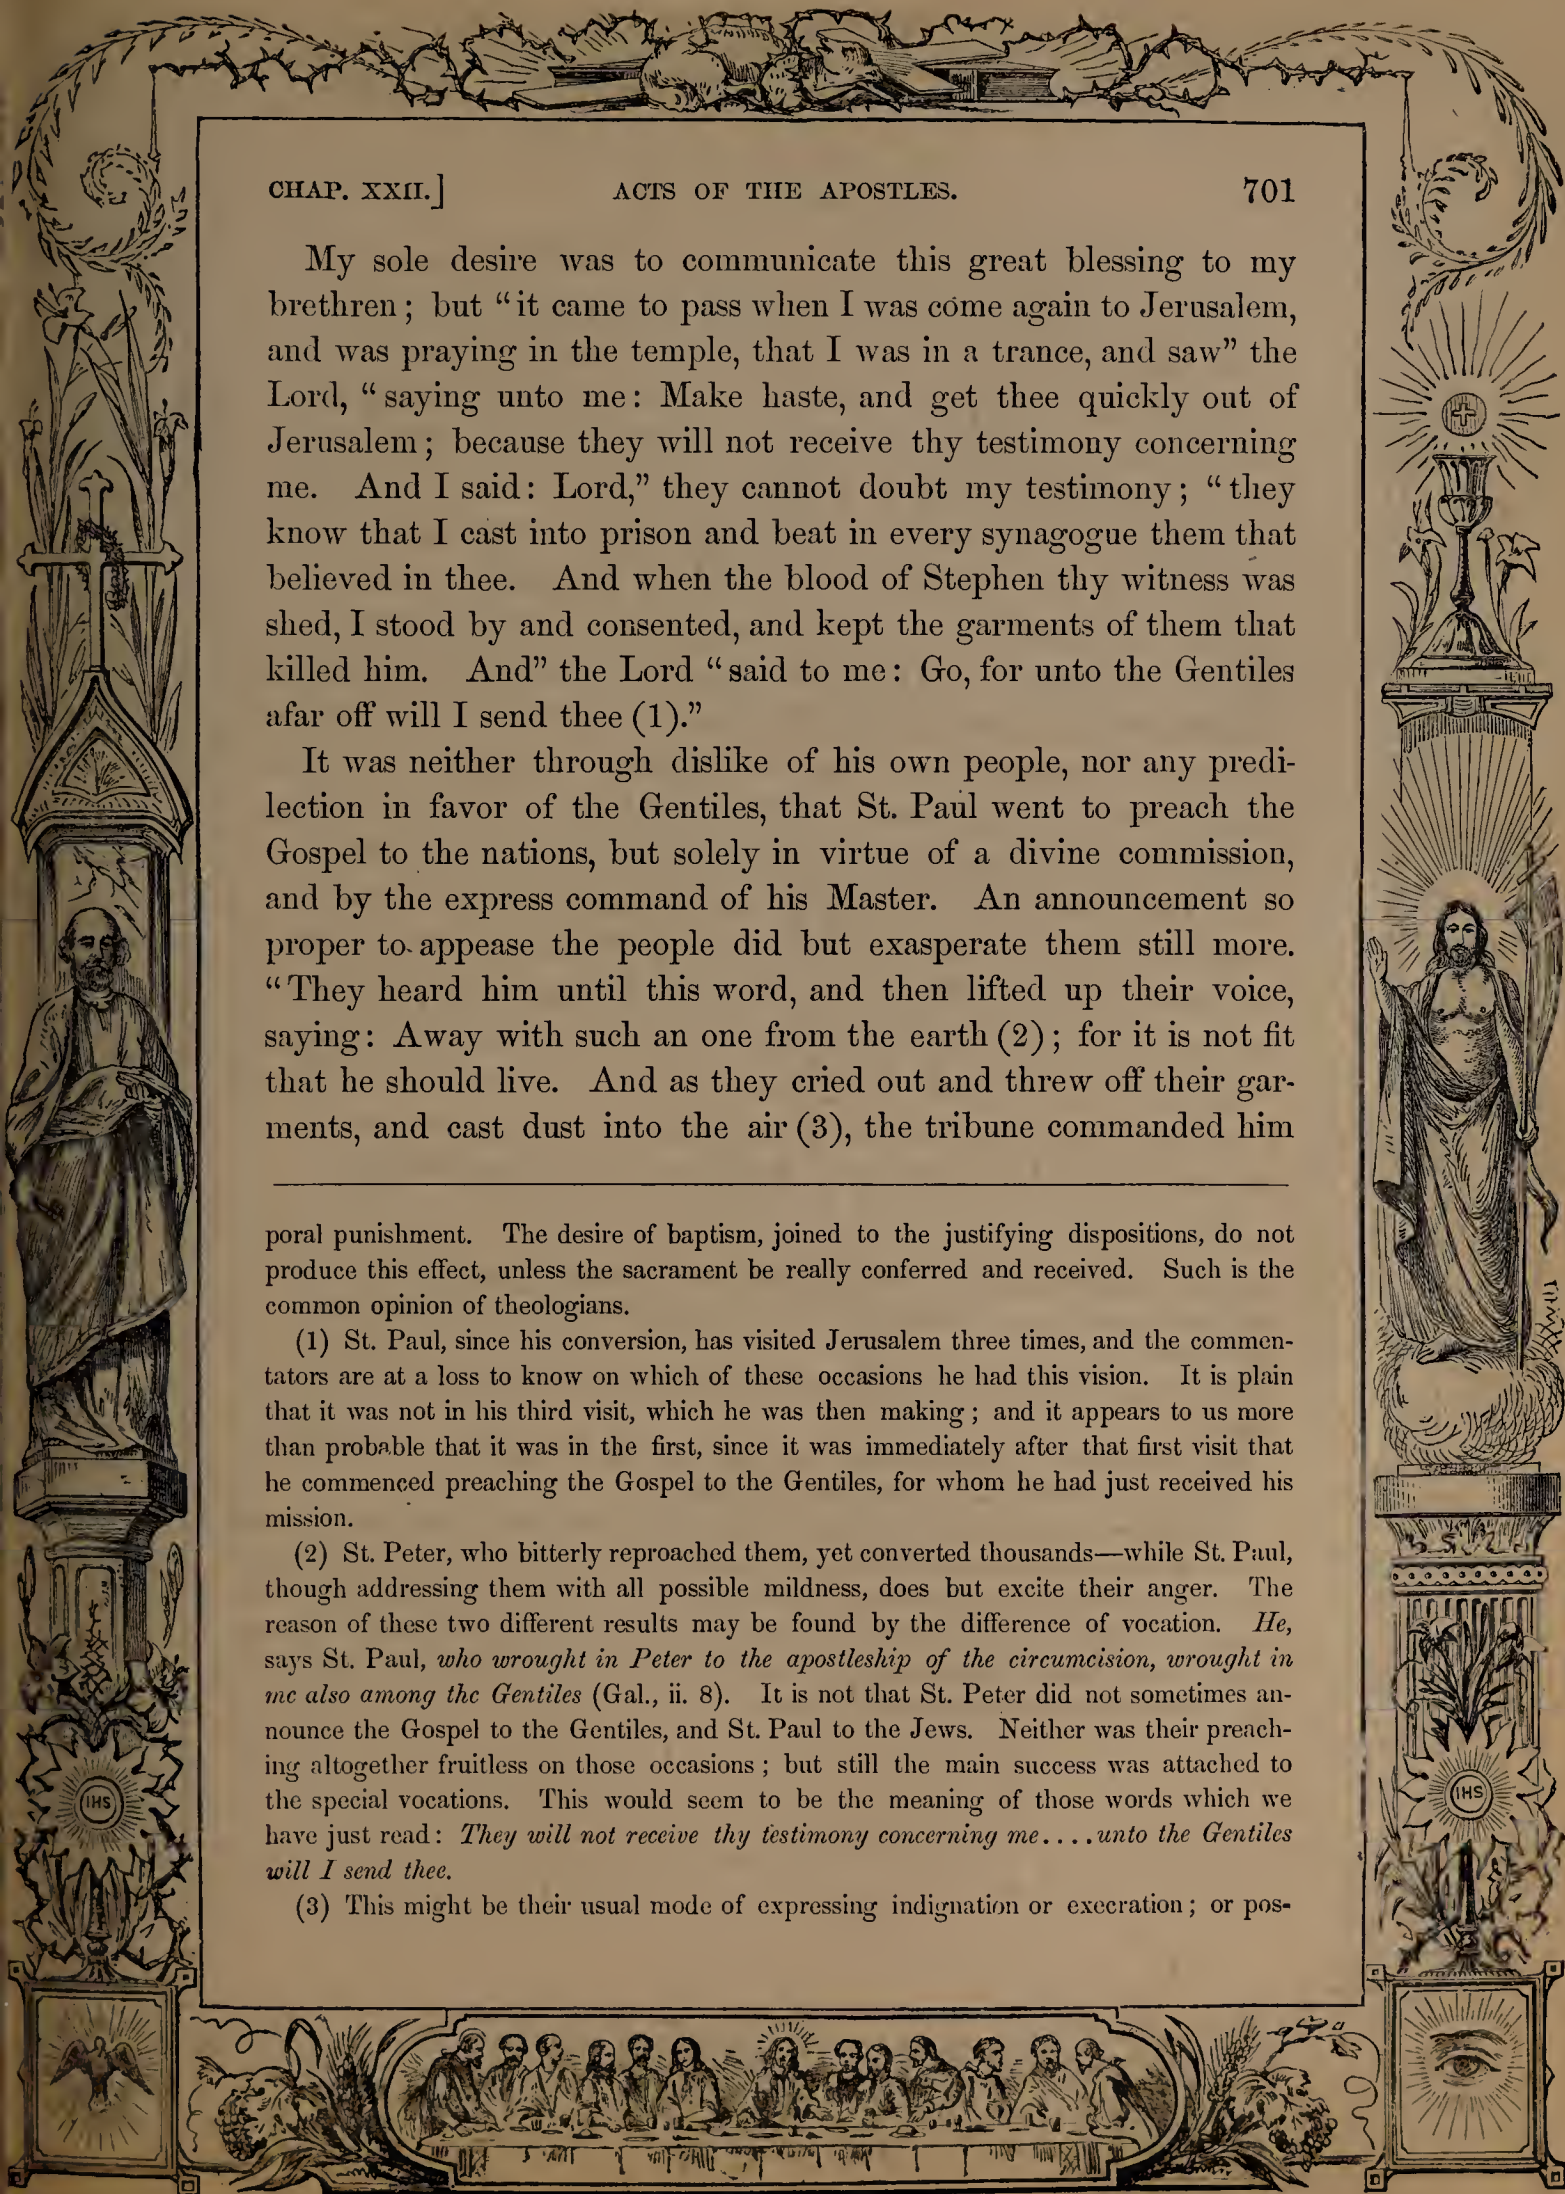 CHAP. XXII.] ACTS OF THE APOSTLES. 701
My sole desire was to communicate this great blessing to my
brethren; but “it came to pass when I was come again to Jerusalem,
and was praying in the temple, that I was in a trance, and saw” the
Lord, “saying unto me: Make haste, and get thee quickly out of
Jerusalem; because they will not receive thy testimony concerning
me. And I said: Lord,” they cannot doubt my testimony; “they
know that I cast into prison and beat in every synagogue them that
believed in thee. And when the blood of Stephen thy witness was
shed, I stood by and consented, and kept the garments of them that
killed him. And” the Lord “said to me: Go, for unto the Gentiles
afar off will I send thee (1).”
It was neither through dislike of his own people, nor any predi-
lection in favor of the Gentiles, that St. Paul went to preach the
Gospel to the nations, but solely in virtue of a divine commission,
and by the express command of his Master. An announcement so
proper to appease the people did but exasperate them still more.
“They heard him until this word, and then lifted up their voice,
saying: Away with such an one from the earth (2); for it is not fit
that he should live. And as they cried out and threw off their gar-
ments, and cast dust into the air (3), the tribune commanded him
poral punishment. The desire of baptism, joined to the justifying dispositions, do not
produce this effect, unless the sacrament be really conferred and received. Such is the
common opinion of theologians.
(1) St. Paul, since his conversion, has visited Jerusalem three times, and the commen-
tators are at a loss to know on which of these occasions he had this vision. It is plain
that it was not in his third visit, which he was then making; and it appears to us more
than probable that it was in the first, since it was immediately after that first visit that
he commenced preaching the Gospel to the Gentiles, for whom he had just received his
mission.
(2) St. Peter, who bitterly reproached them, yet converted thousands—while St. Paul,
though addressing them with all possible mildness, does but excite their anger. The
reason of these two different results may be found by the difference of vocation. He,
says St. Paul, who wrought in Peter to the apostleship of the circumcision, wrought in
me also among the Gentiles (Gal., ii. 8). It is not that St. Peter did not sometimes an-
nounce the Gospel to the Gentiles, and St. Paul to the Jews. Neither was their preach-
ing altogether fruitless on those occasions; but still the main success was attached to
the special vocations. This would seem to be the meaning of those words which we
have just read: They will not receive thy testimony concerning me....unto the Gentiles
will I send thee.
(3) This might be their usual mode of expressing indignation or execration; or pos-
IHS
IHS